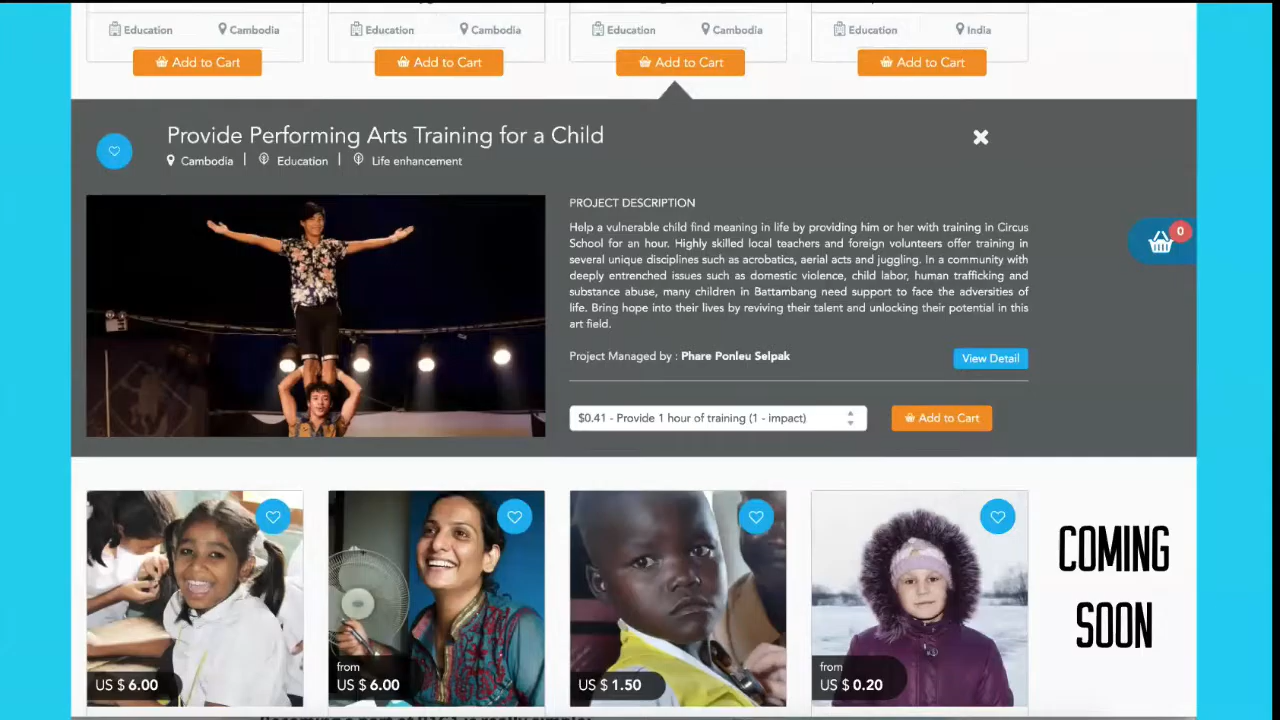 Education Cambodia Education Cambodia Education Cambodia Education India
Add to Cart Add to Cart Add to Cart Add to Cart
Provide Performing Arts Training for a Child
Cambodia | Education | Life enhancement
PROJECT DESCRIPTION
Help a vulnerable child find meaning in life by providing him or her with training in Circus
School for an hour. Highly skilled local teachers and foreign volunteers offer training in
several unique disciplines such as acrobatics, aerial acts and juggling. In a community with
deeply entrenched issues such as domestic violence, child labor, human trafficking and
substance abuse, many children in Battambang need support to face the adversities of
life. Bring hope into their lives by reviving their talent and unlocking their potential in this
art field.
0
Project Managed by : Phare Ponleu Selpak
View Detail
$0.41 - Provide 1 hour of training (1 - impact)
Add to Cart
COMING
SOON
US $ 6.00
from
US $ 6.00
US $ 1.50
from
US $ 0.20